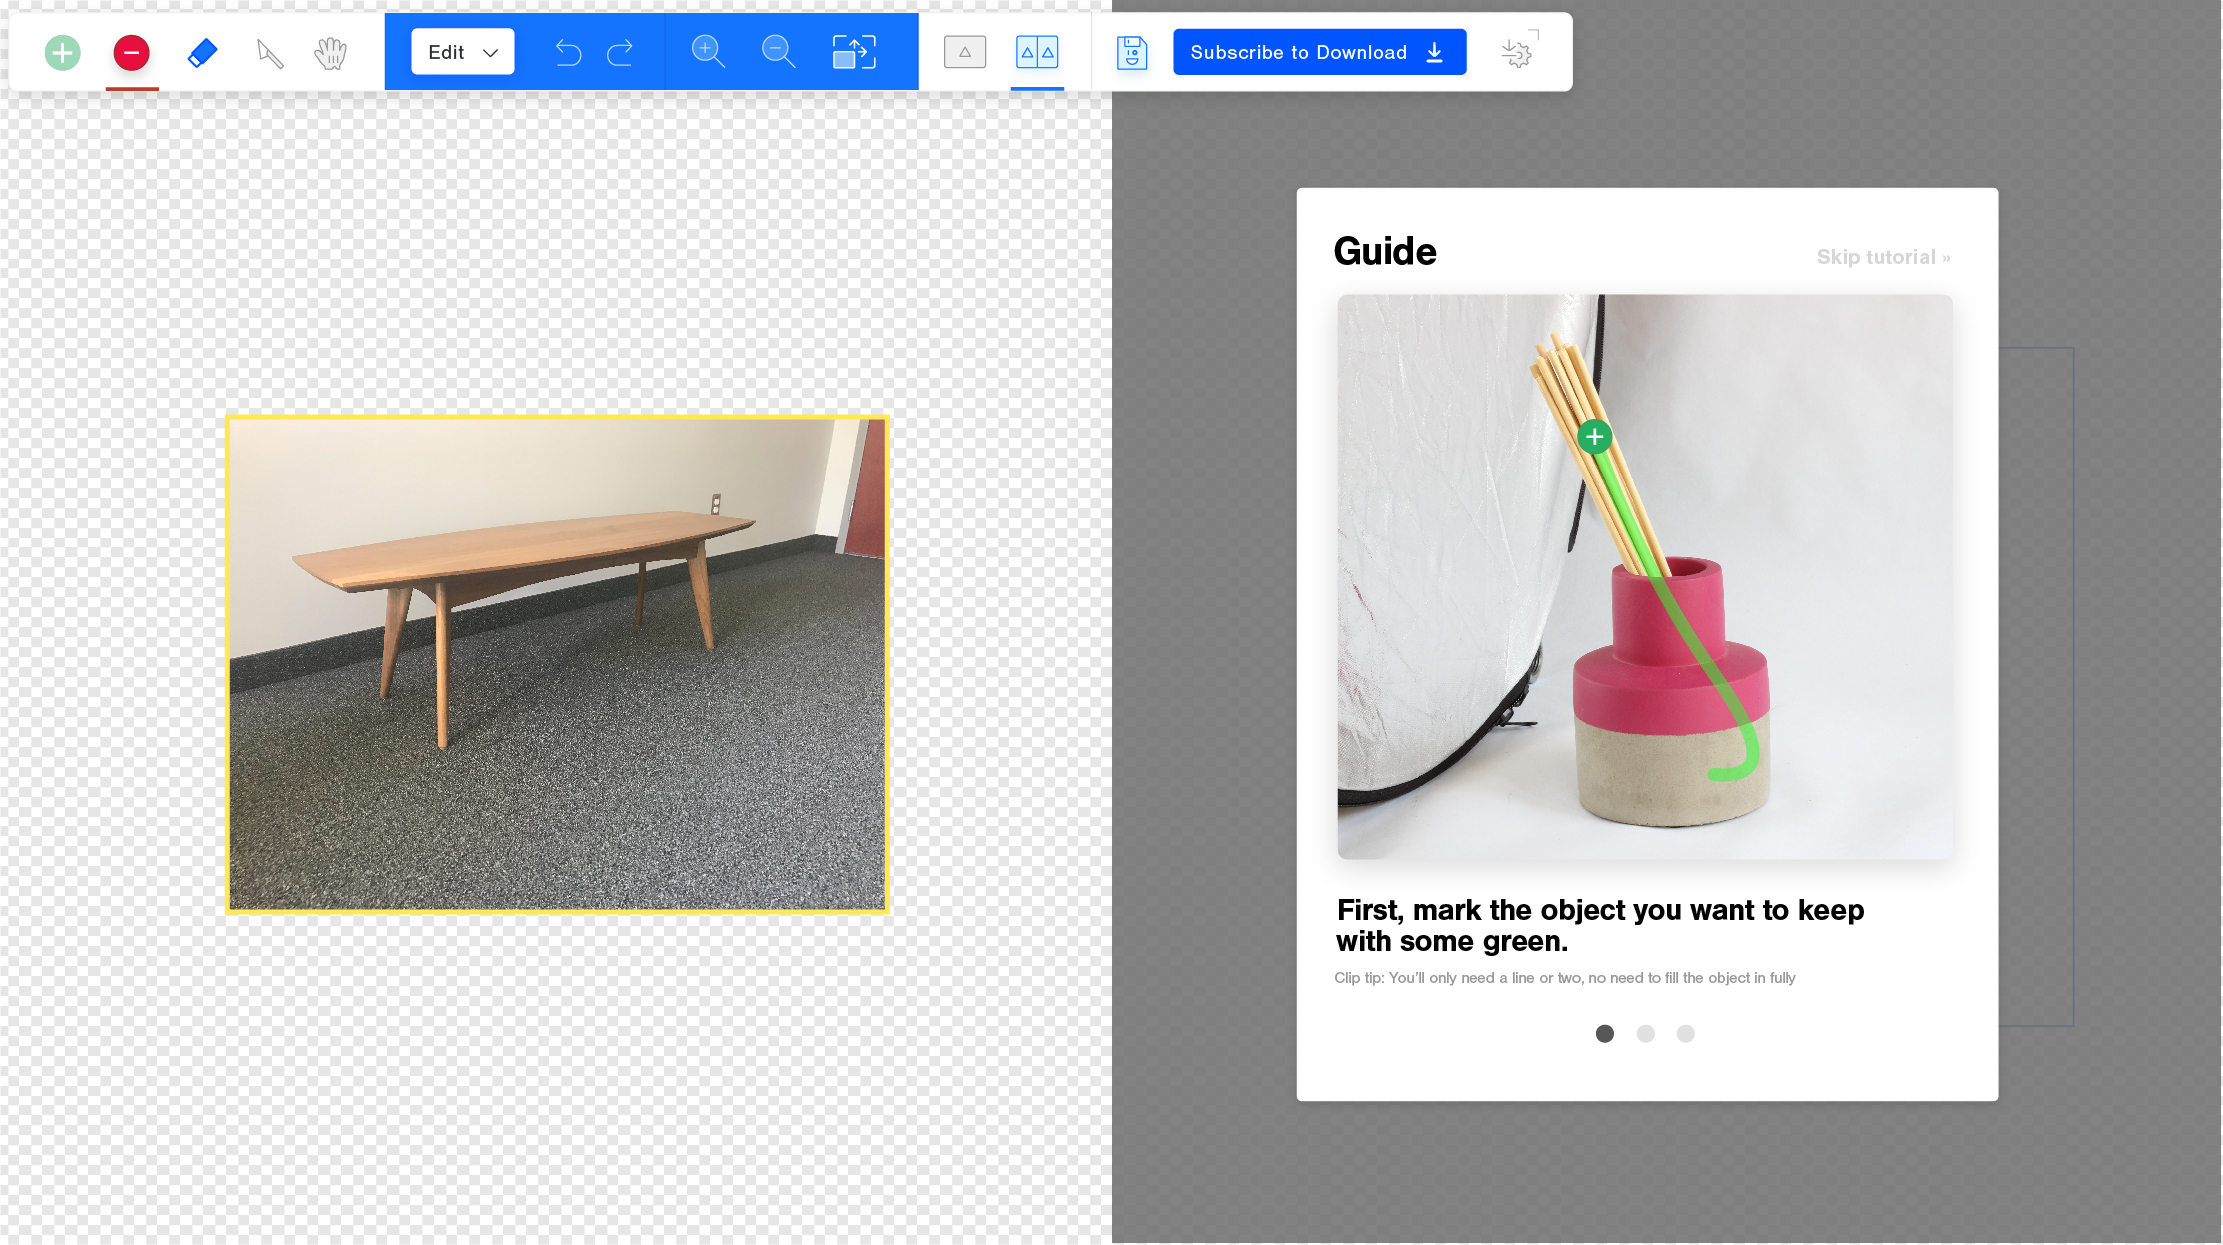 Edit
Subscribe to Download
Guide
Skip tutorial »
First, mark the object you want to keep
with some green.
Clip tip: You'll only need a line or two, no need to fill the object in fully